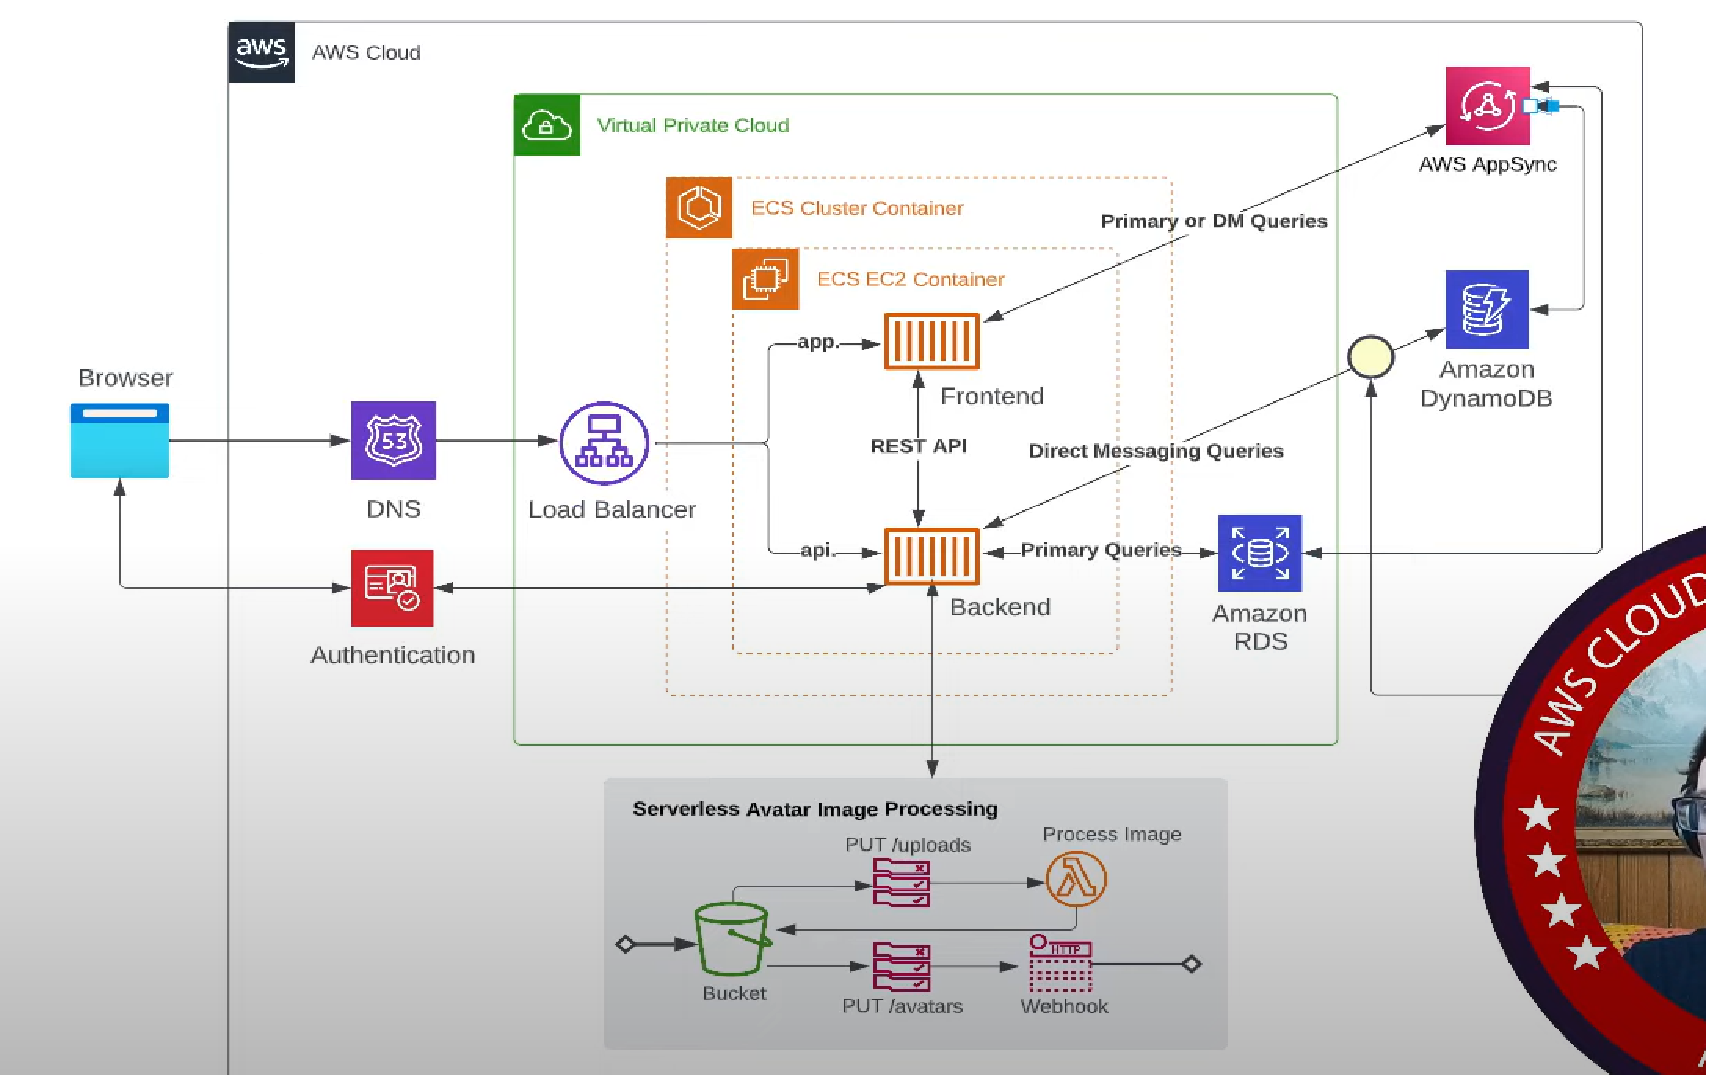 aws
AWS Cloud
Virtual Private Cloud
AWS AppSync
ECS Cluster Container
Primary or DM Queries
ECS EC2 Container
app.
Frontend
Amazon
DynamoDB
Browser
53
DNS
Load Balancer
REST API
Direct Messaging Queries
api.
Primary Queries
Backend
Amazon
RDS
Authentication
AWS CLOUD
Serverless Avatar Image Processing
PUT /uploads
Process Image
Bucket
HTTP
PUT /avatars
Webhook